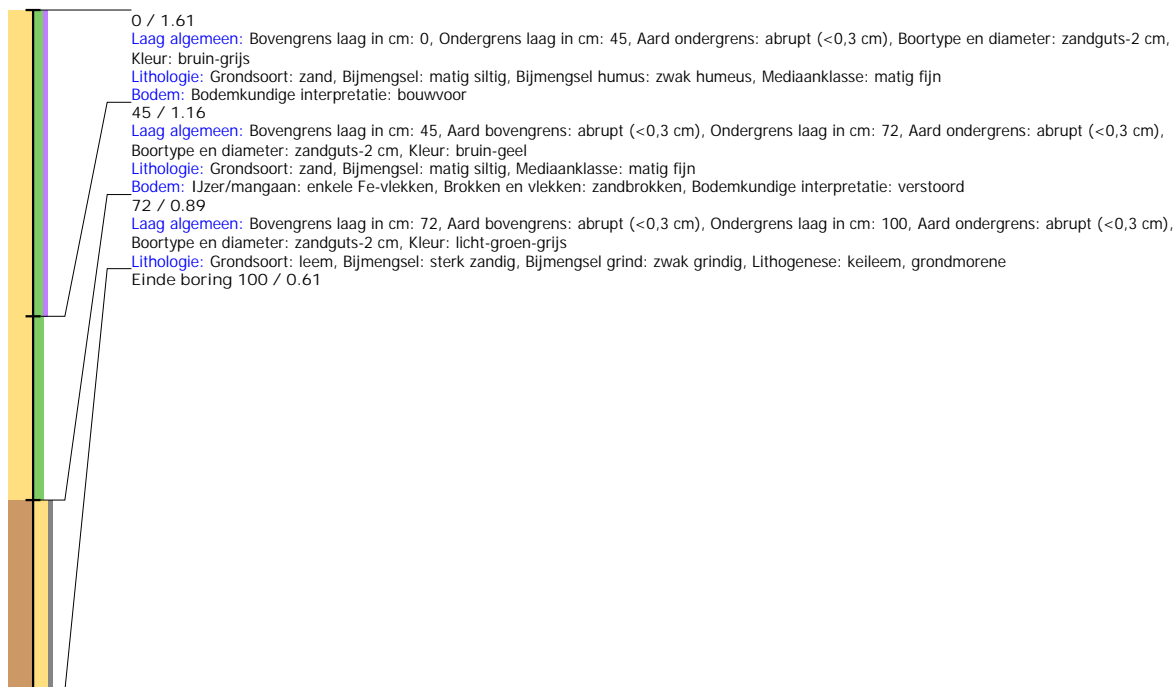 0 / 1.61
Laag algemeen: Bovengrens laag in cm: 0, Ondergrens laag in cm: 45, Aard ondergrens: abrupt (<0,3 cm), Boortype en diameter: zandguts-2 cm,
Kleur: bruin-grijs
Lithologie: Grondsoort: zand, Bijmengsel: matig siltig, Bijmengsel humus: zwak humeus, Mediaanklasse: matig fijn
Bodem: Bodemkundige interpretatie: bouwvoor
45 / 1.16
Laag algemeen: Bovengrens laag in cm: 45, Aard bovengrens: abrupt (<0,3 cm), Ondergrens laag in cm: 72, Aard ondergrens: abrupt (<0,3 cm),
Boortype en diameter: zandguts-2 cm, Kleur: bruin-geel
Lithologie: Grondsoort: zand, Bijmengsel: matig siltig, Mediaanklasse: matig fijn
Bodem: IJzer/mangaan: enkele Fe-vlekken, Brokken en vlekken: zandbrokken, Bodemkundige interpretatie: verstoord
72 / 0.89
Laag algemeen: Bovengrens laag in cm: 72, Aard bovengrens: abrupt (<0,3 cm), Ondergrens laag in cm: 100, Aard ondergrens: abrupt (<0,3 cm),
Boortype en diameter: zandguts-2 cm, Kleur: licht-groen-grijs
Lithologie: Grondsoort: leem, Bijmengsel: sterk zandig, Bijmengsel grind: zwak grindig, Lithogenese: keileem, grondmorene
Einde boring 100 / 0.61